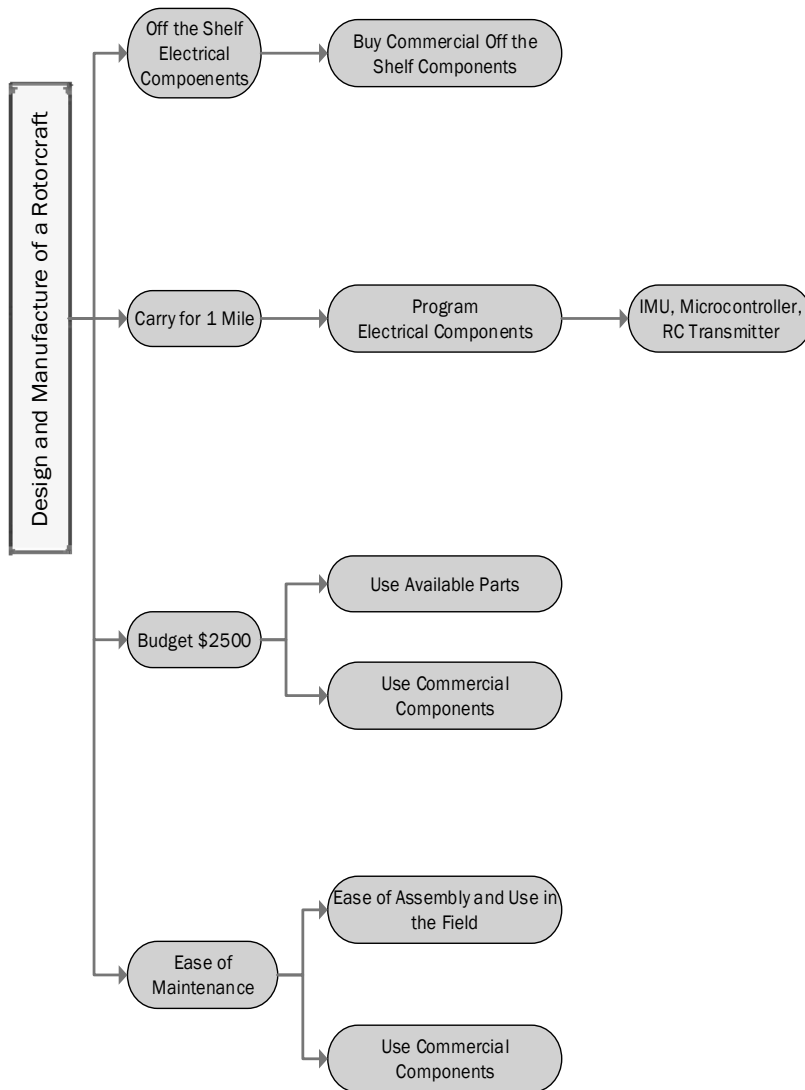 Design and Manufacture of a Rotorcraft
Off the Shelf
Electrical
Compoenents
Buy Commercial Off the
Shelf Components
Carry for 1 Mile
Program
Electrical Components
IMU, Microcontroller,
RC Transmitter
Budget $2500
Use Available Parts
Use Commercial
Components
Ease of
Maintenance
Ease of Assembly and Use in
the Field
Use Commercial
Components